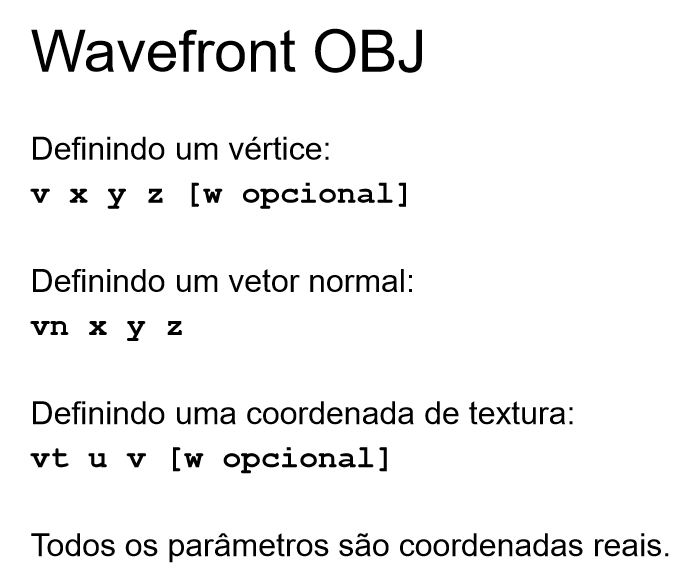 Wavefront OBJ
Definindo um vértice:
v x y z [w opcional]
Definindo um vetor normal:
vn x y z
Definindo uma coordenada de textura:
vt u v [w opcional]
Todos os parâmetros são coordenadas reais.